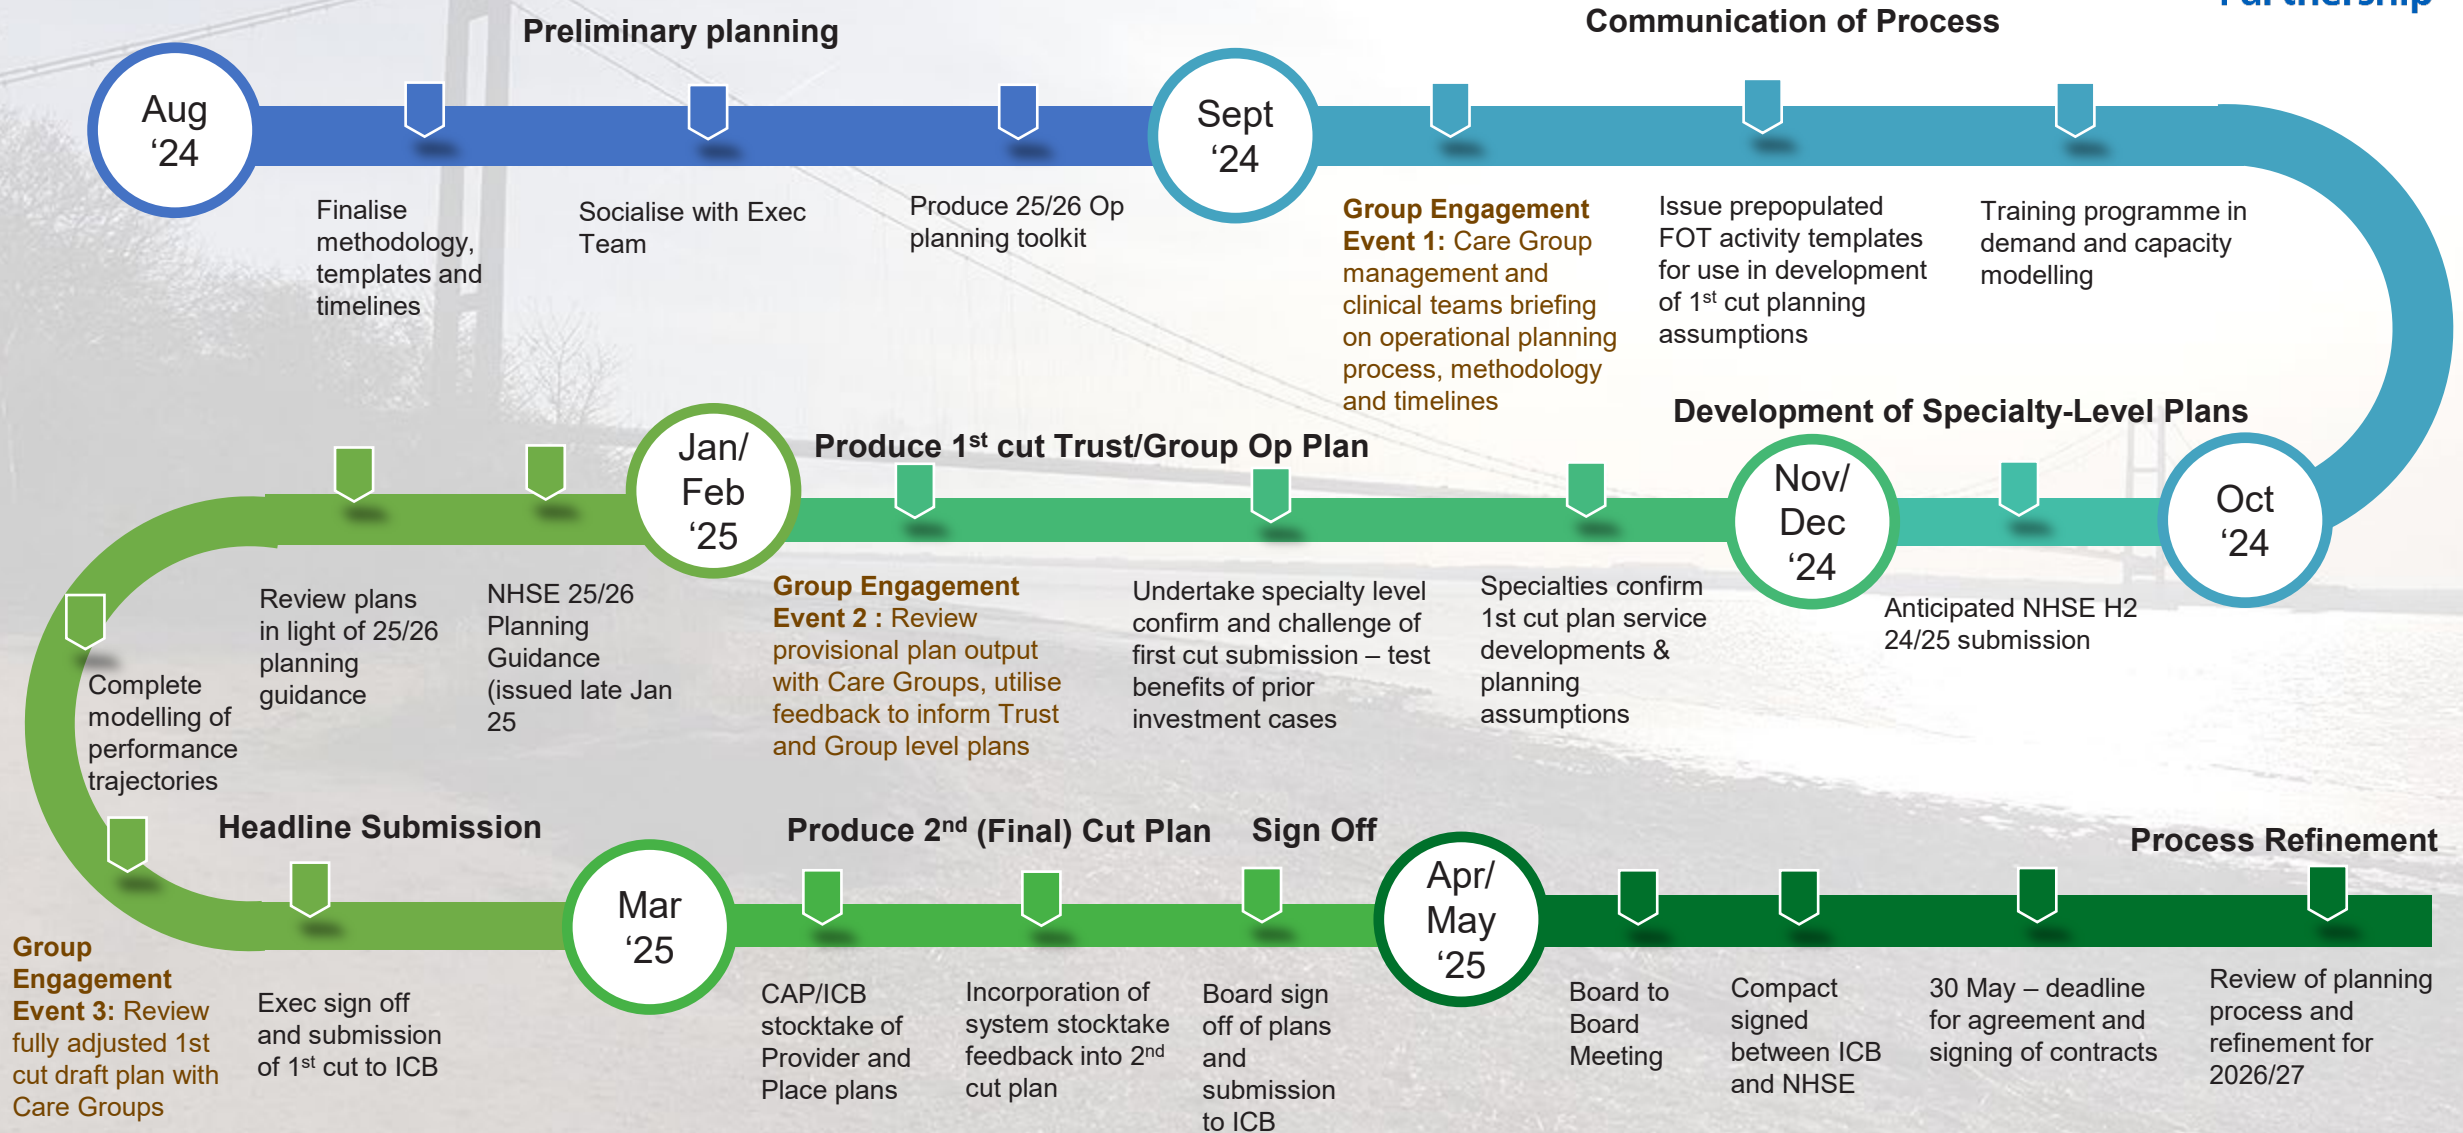 Partnership
Preliminary planning
Communication of Process
Aug
‘24
Sept
‘24
Finalise
methodology,
templates and
timelines
Socialise with Exec
Team
Produce 25/26 Op
planning toolkit
Group Engagement
Event 1: Care Group
management and
clinical teams briefing
on operational planning
process, methodology
and timelines
Issue prepopulated
FOT activity templates
for use in development
of 1st cut planning
assumptions
Training programme in
demand and capacity
modelling
Development of Specialty-Level Plans
Oct
‘24
Anticipated NHSE H2
24/25 submission
Nov/
Dec
‘24
Produce 1st cut Trust/Group Op Plan
Specialties confirm
1st cut plan service
developments &
planning
assumptions
Undertake specialty level
confirm and challenge of
first cut submission – test
benefits of prior
investment cases
Group Engagement
Event 2 : Review
provisional plan output
with Care Groups, utilise
feedback to inform Trust
and Group level plans
Jan/
Feb
‘25
NHSE 25/26
Planning
Guidance
(issued late Jan
25
Review plans
in light of 25/26
planning
guidance
Complete
modelling of
performance
trajectories
Headline Submission
Group
Engagement
Event 3: Review
fully adjusted 1st
cut draft plan with
Care Groups
Exec sign off
and submission
of 1st cut to ICB
Mar
‘25
Produce 2nd (Final) Cut Plan
Sign Off
CAP/ICB
stocktake of
Provider and
Place plans
Incorporation of
system stocktake
feedback into 2nd
cut plan
Board sign
off of plans
and
submission
to ICB
Apr/
May
‘25
Process Refinement
Board to
Board
Meeting
Compact
signed
between ICB
and NHSE
30 May – deadline
for agreement and
signing of contracts
Review of planning
process and
refinement for
2026/27